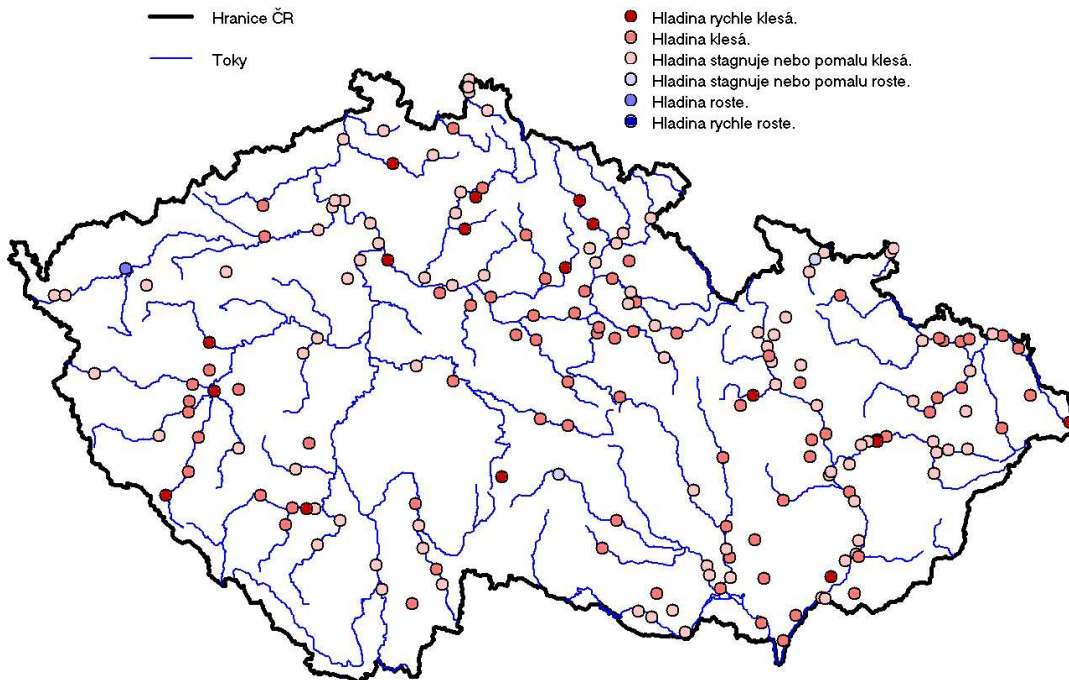 Hranice ČR
Toky
Hladina rychle klesá.
Hladina klesá.
Hladina stagnuje nebo pomalu klesá.
Hladina stagnuje nebo pomalu roste.
Hladina roste.
Hladina rychle roste.